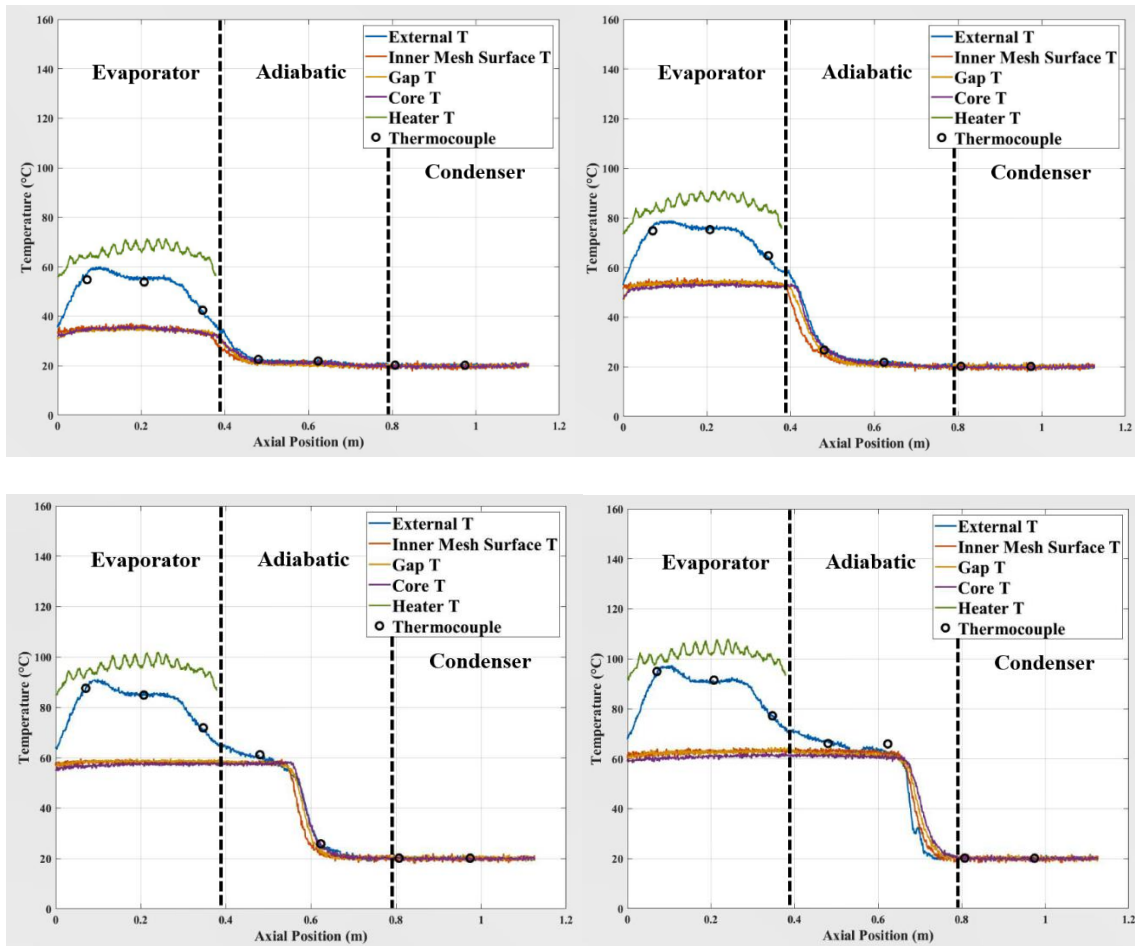 160
140
120
100
80
60
40
20
0
Temperature (°C)
Evaporator
Adiabatic
Condenser
External T
Inner Mesh Surface T
Gap T
Core T
Heater T
Thermocouple
0 0.2 0.4 0.6 0.8 1 1.2
Axial Position (m)
160
140
120
100
80
60
40
20
0
Temperature (°C)
Evaporator
Adiabatic
Condenser
External T
Inner Mesh Surface T
Gap T
Core T
Heater T
Thermocouple
0 0.2 0.4 0.6 0.8 1 1.2
Axial Position (m)
160
140
120
100
80
60
40
20
0
Temperature (°C)
Evaporator
Adiabatic
Condenser
External T
Inner Mesh Surface T
Gap T
Core T
Heater T
Thermocouple
0 0.2 0.4 0.6 0.8 1 1.2
Axial Position (m)
160
140
120
100
80
60
40
20
0
Temperature (°C)
Evaporator
Adiabatic
Condenser
External T
Inner Mesh Surface T
Gap T
Core T
Heater T
Thermocouple
0 0.2 0.4 0.6 0.8 1 1.2
Axial Position (m)